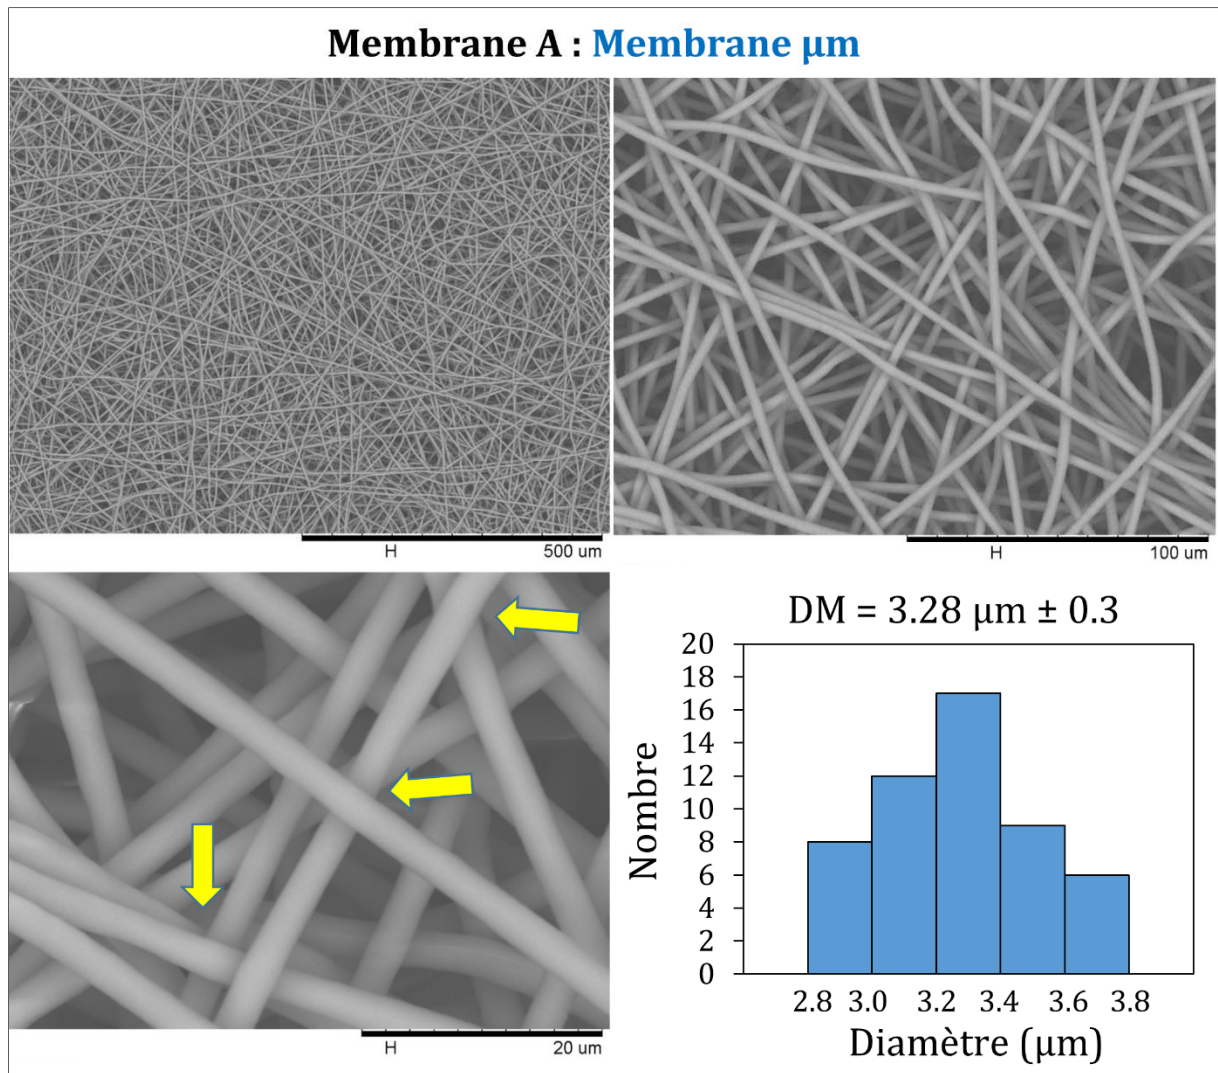 Membrane A : Membrane µm
H 500 um
H 100 um
H 20 um
DM = 3.28 µm ± 0.3
20
18
16
14
12
10
8
6
4
2
0
Nombre
2.8 3.0 3.2 3.4 3.6 3.8
Diamètre (µm)